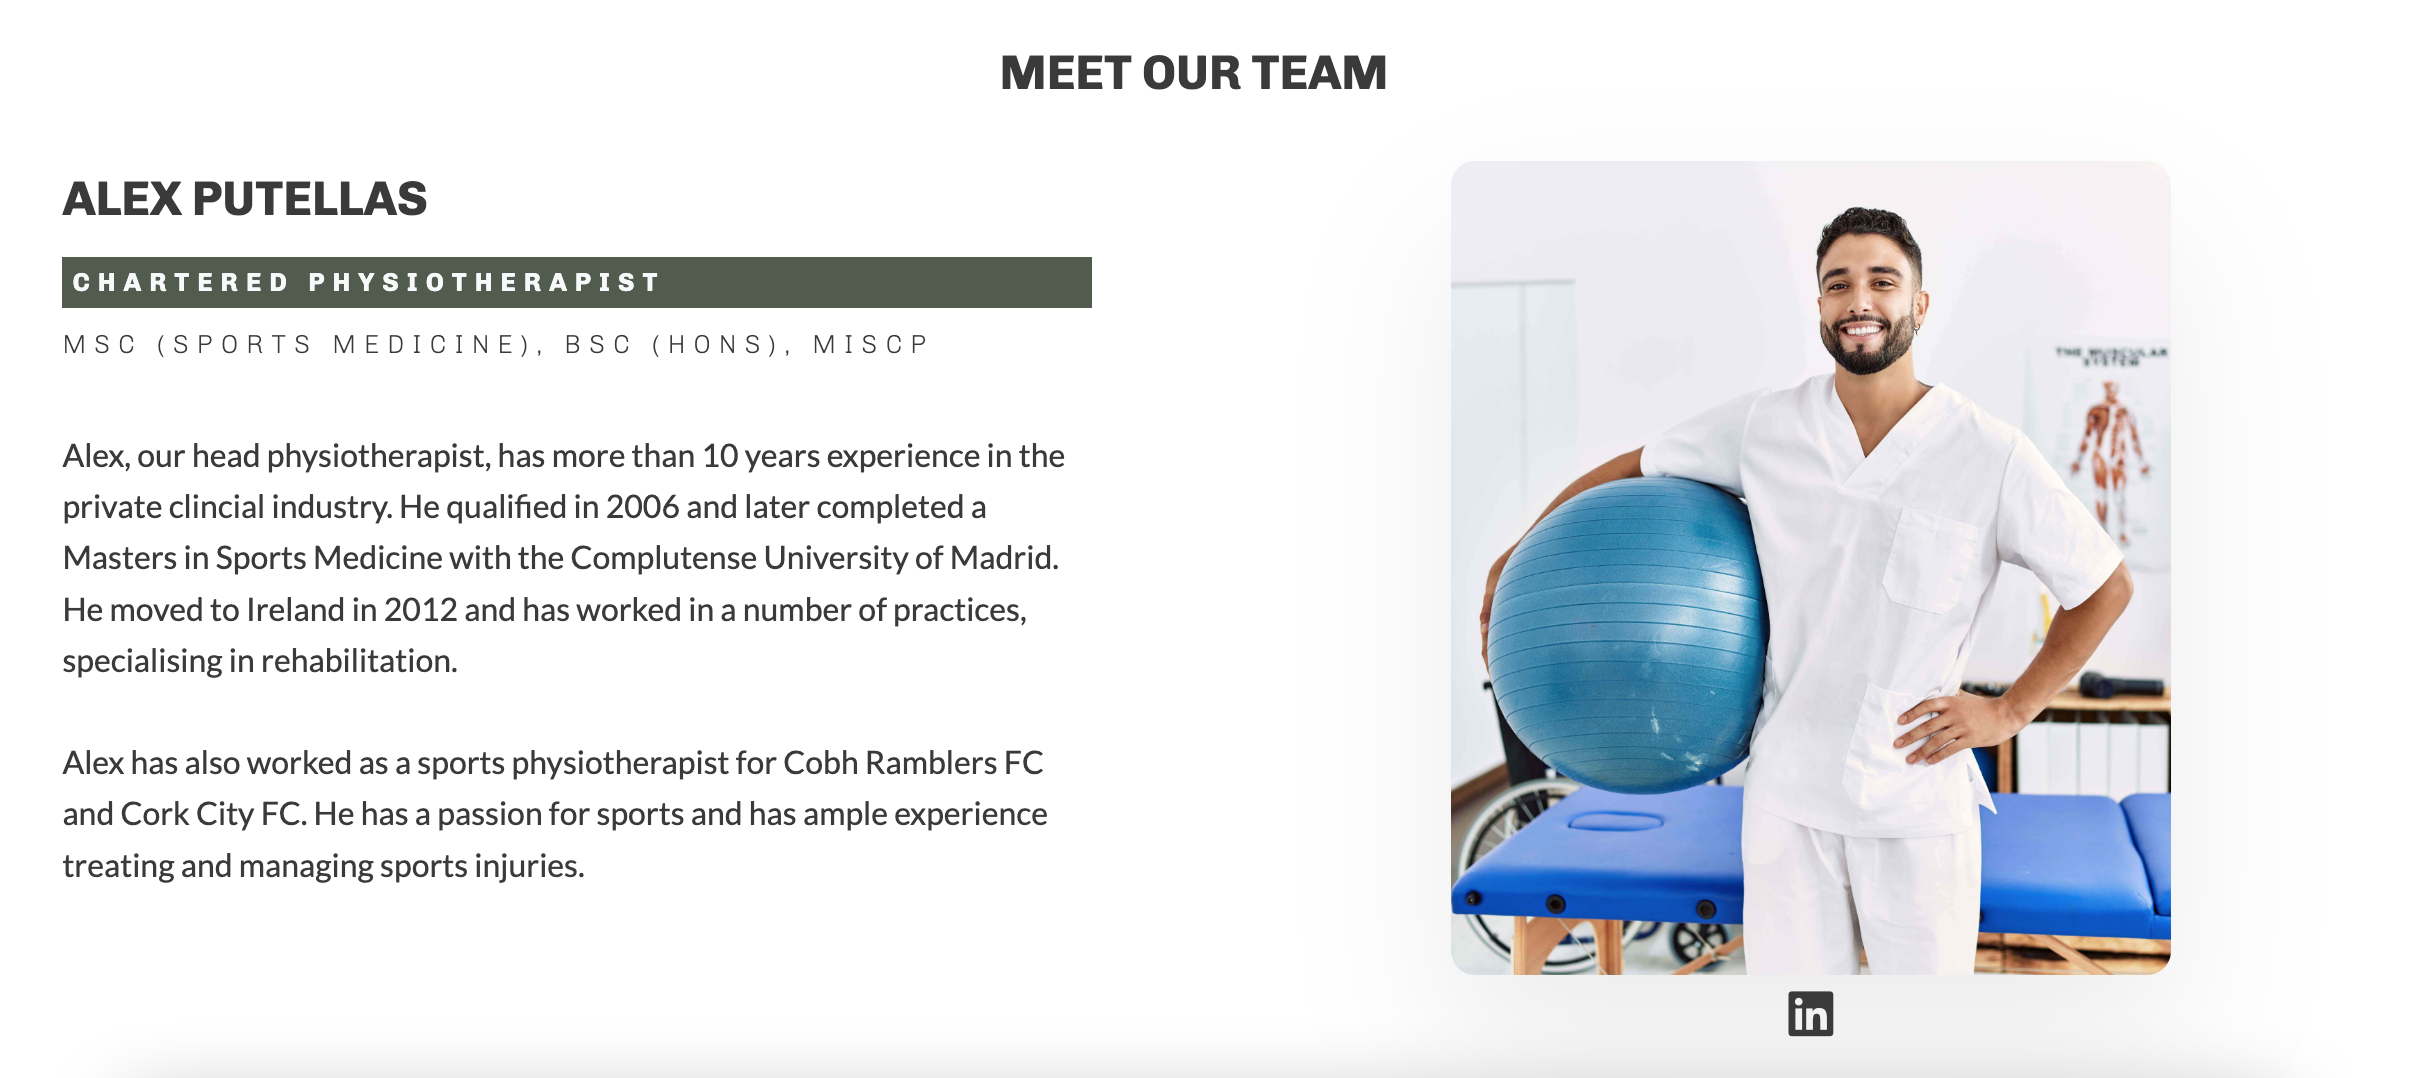 MEET OUR TEAM
ALEX PUTELLAS
CHARTERED PHYSIOTHERAPIST
MSC (SPORTS MEDICINE), BSC (HONS), MISCP
Alex, our head physiotherapist, has more than 10 years experience in the
private clincial industry. He qualified in 2006 and later completed a
Masters in Sports Medicine with the Complutense University of Madrid.
He moved to Ireland in 2012 and has worked in a number of practices,
specialising in rehabilitation.
Alex has also worked as a sports physiotherapist for Cobh Ramblers FC
and Cork City FC. He has a passion for sports and has ample experience
treating and managing sports injuries.
THE MUSCULAR
SYSTEM
in